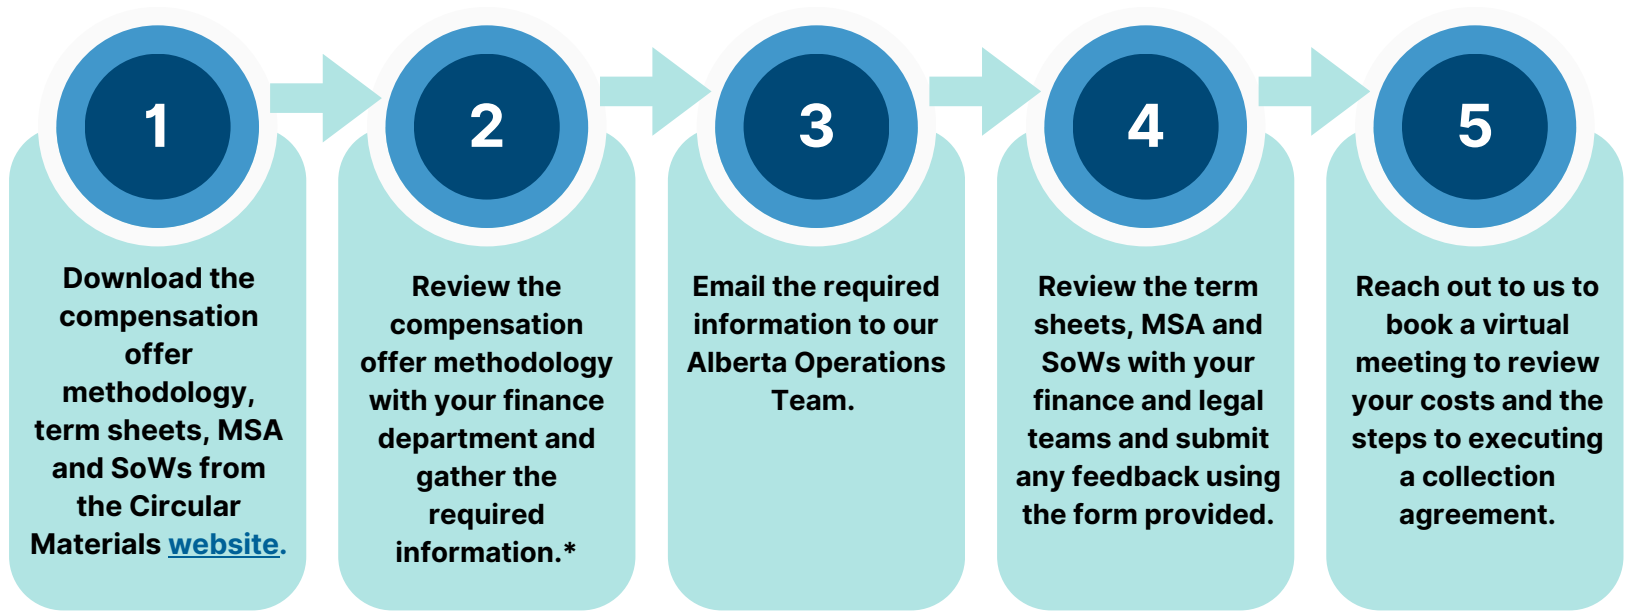 1
Download the
compensation
offer
methodology,
term sheets, MSA
and SoWs from
the Circular
Materials website.
2
Review the
compensation
offer methodology
with your finance
department and
gather the
required
information.*
3
Email the required
information to our
Alberta Operations
Team.
4
Review the term
sheets, MSA and
SoWs with your
finance and legal
teams and submit
any feedback using
the form provided.
5
Reach out to us to
book a virtual
meeting to review
your costs and the
steps to executing
a collection
agreement.